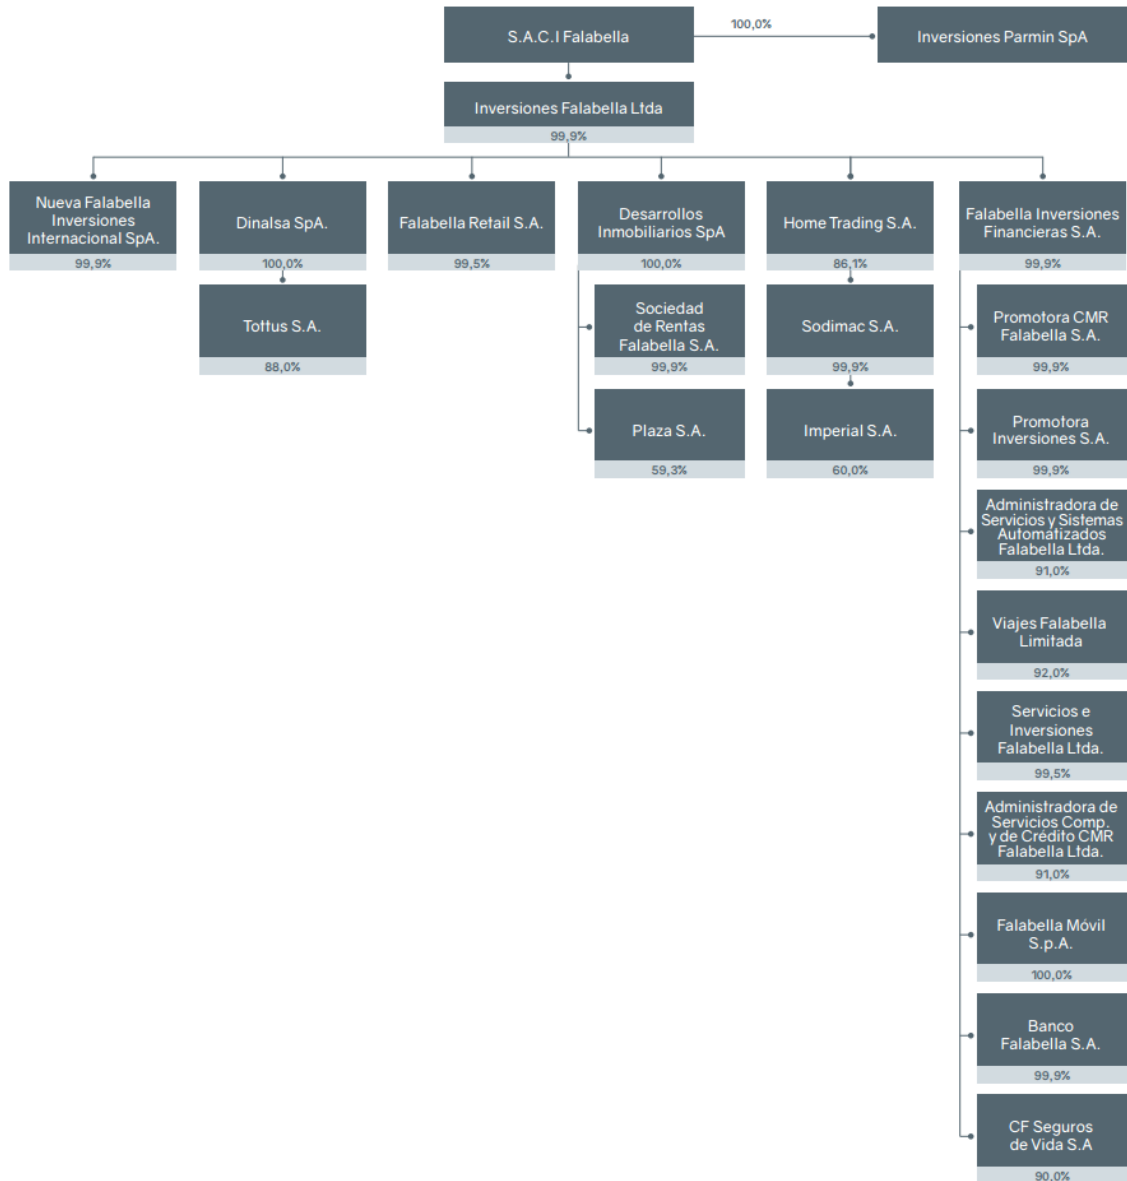 S.A.C.I Falabella
100,0%
Inversiones Parmin SpA
Inversiones Falabella Ltda
99,9%
Nueva Falabella
Inversiones
Internacional SpA.
99,9%
Dinalsa SpA.
100,0%
Tottus S.A.
88,0%
Falabella Retail S.A.
99,5%
Desarrollos
Inmobiliarios SpA
100,0%
Sociedad
de Rentas
Falabella S.A.
99,9%
Plaza S.A.
59,3%
Home Trading S.A.
86,1%
Sodimac S.A.
99,9%
Imperial S.A.
60,0%
Falabella Inversiones
Financieras S.A.
99,9%
Promotora CMR
Falabella S.A.
99,9%
Promotora
Inversiones S.A.
99,9%
Administradora de
Servicios y Sistemas
Automatizados
Falabella Ltda.
91,0%
Viajes Falabella
Limitada
92,0%
Servicios e
Inversiones
Falabella Ltda.
99,5%
Administradora de
Servicios Comp.
y de Crédito CMR
Falabella Ltda.
91,0%
Falabella Móvil
S.p.A.
100,0%
Banco
Falabella S.A.
99,9%
CF Seguros
de Vida S.A
90,0%